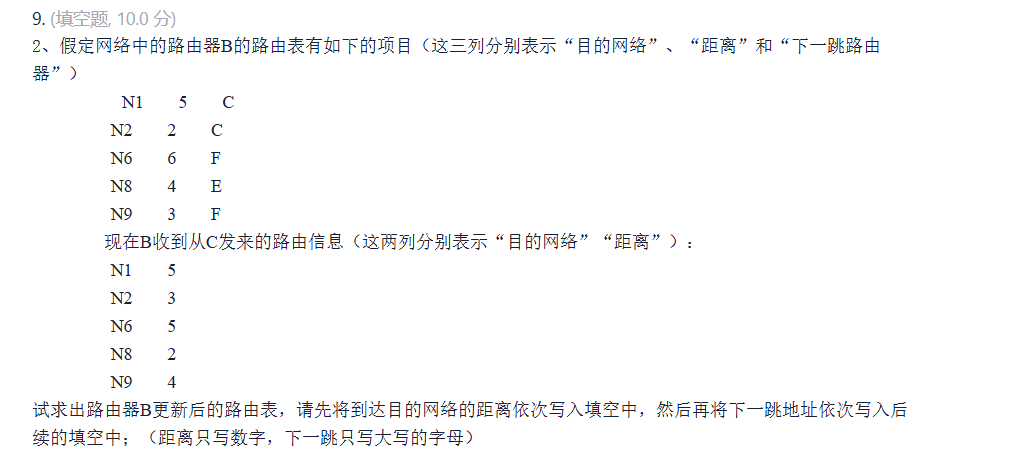 9. (填空题, 10.0 分)
2、假定网络中的路由器B的路由表有如下的项目（这三列分别表示“目的网络”、“距离”和“下一跳路由
器”）
N1 5 C
N2 2 C
N6 6 F
N8 4 E
N9 3 F
现在B收到从C发来的路由信息（这两列分别表示“目的网络”“距离”）：
N1 5
N2 3
N6 5
N8 2
N9 4
试求出路由器B更新后的路由表，请先将到达目的网络的距离依次写入填空中，然后再将下一跳地址依次写入后
续的填空中；（距离只写数字，下一跳只写大写的字母）